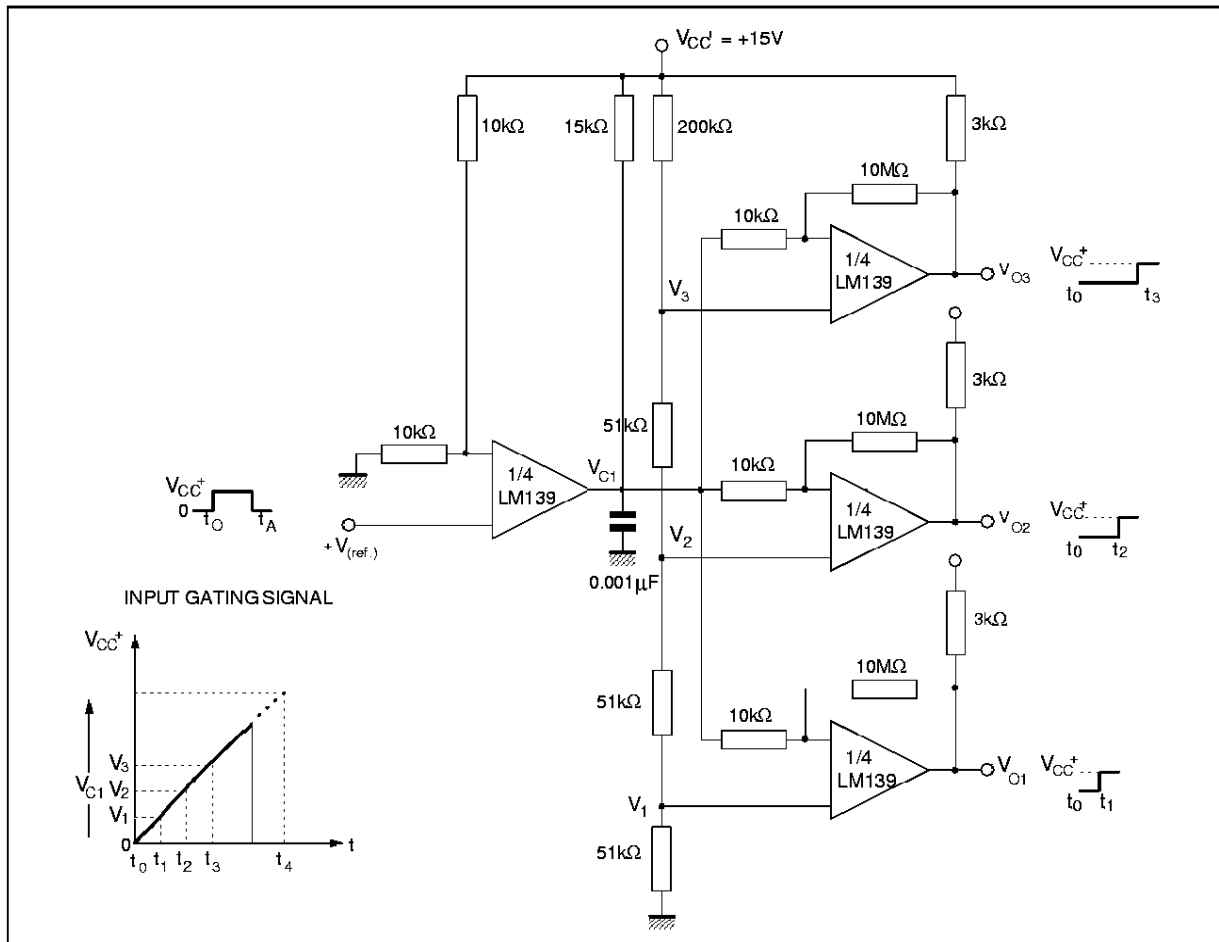 VCC' = +15V
10kΩ
15kΩ
200kΩ
3kΩ
10MΩ
10kΩ
1/4
LM139
V3
VO3
VCC+
t0 t3
3kΩ
51kΩ
10MΩ
10kΩ
10kΩ
1/4
LM139
VC1
1/4
LM139
VCC+
0
tO tA
+V(ref.)
V2
VO2
VCC+
t0 t2
0.001µF
INPUT GATING SIGNAL
3kΩ
VCC+
51kΩ
10MΩ
10kΩ
1/4
LM139
V3
VC1
V2
V1
0
t0 t1 t2 t3 t4
t
V1
VO1
VCC+
t0 t1
51kΩ